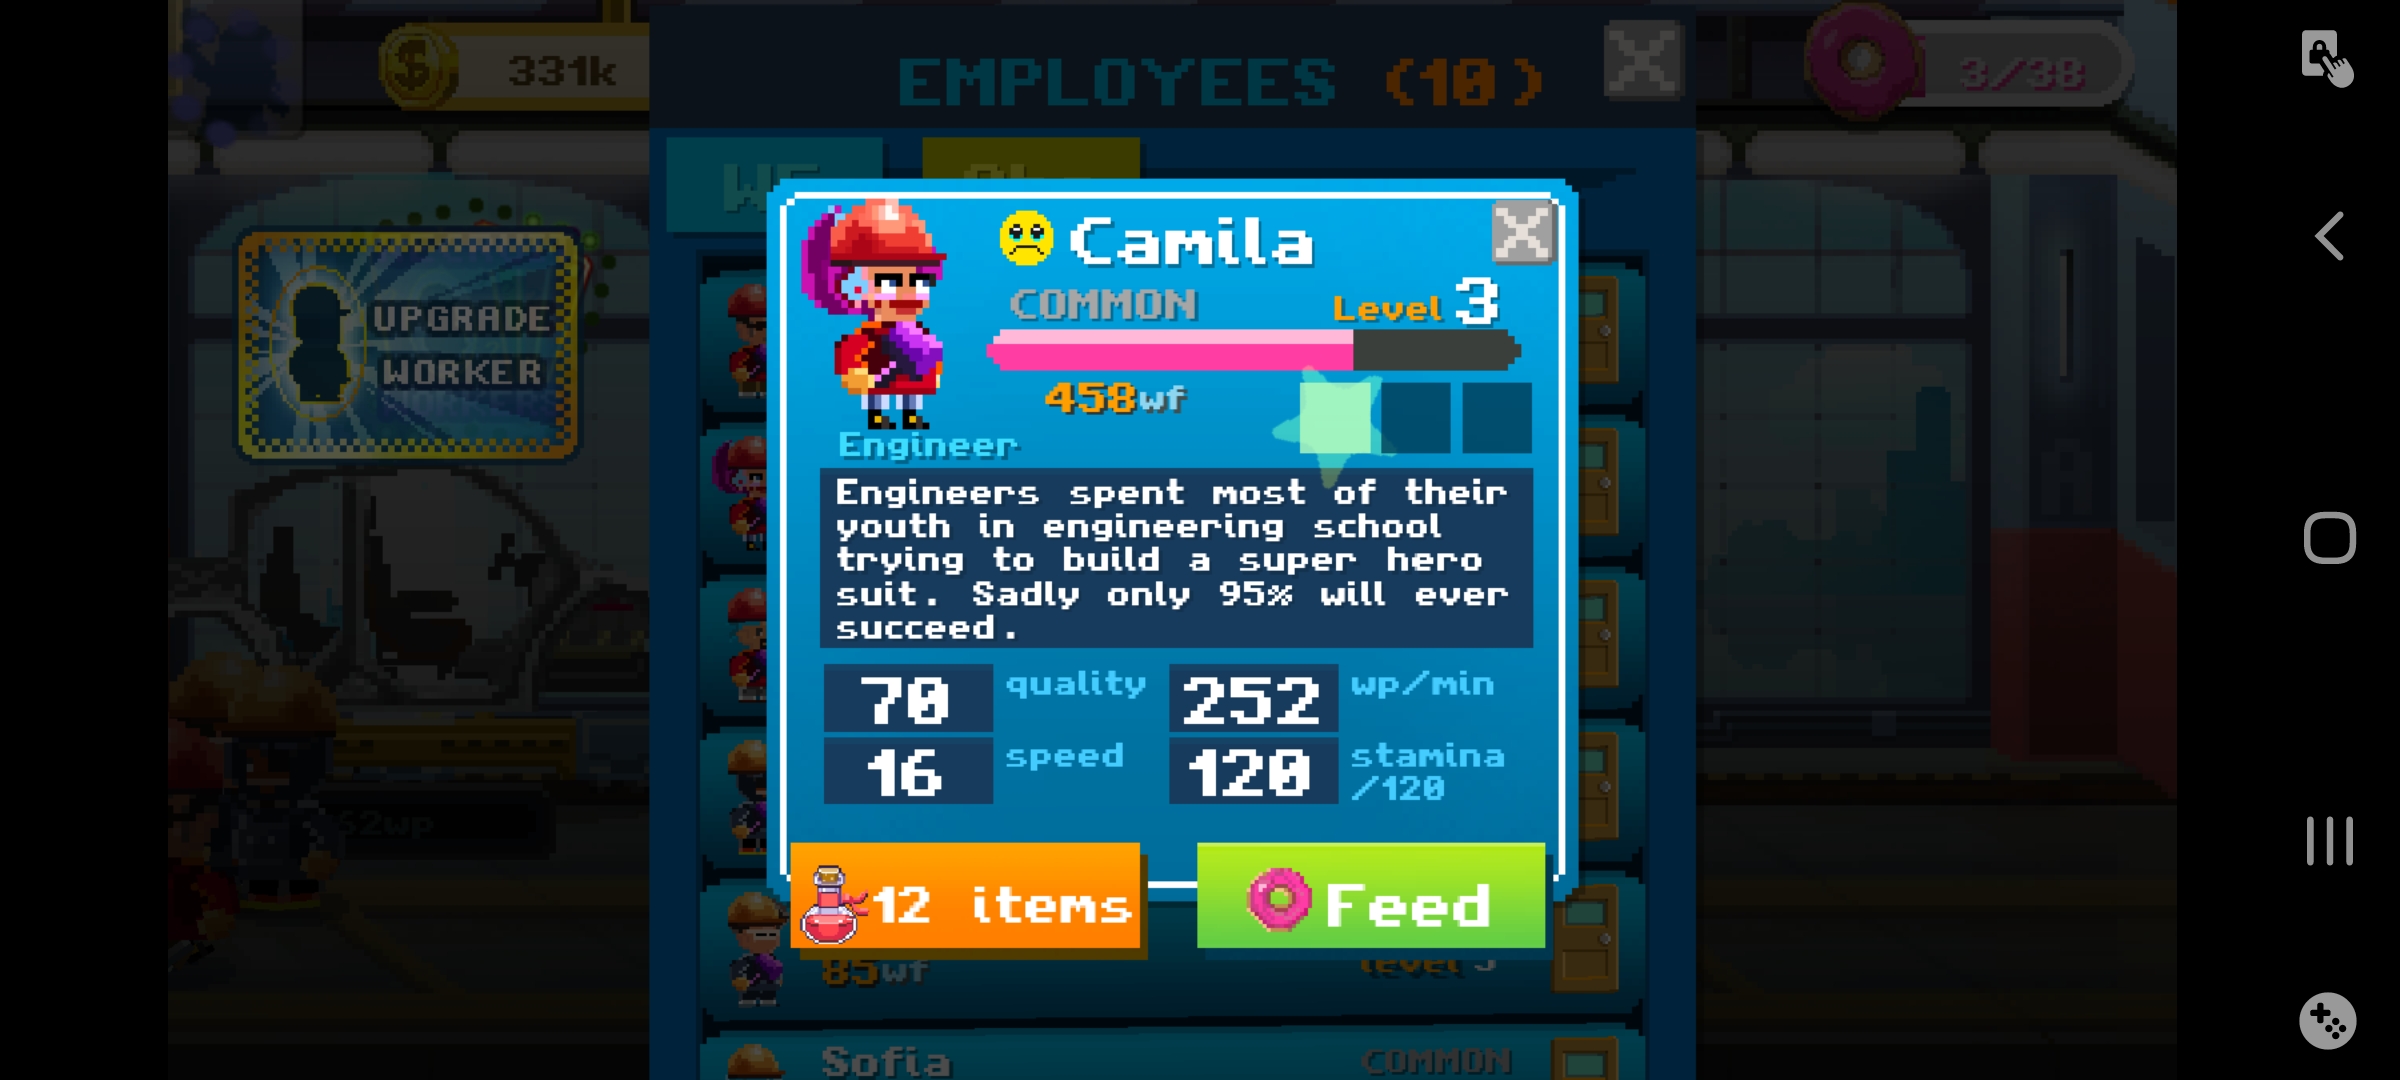 331k
EMPLOYEES (10)
3/38
UPGRADE
WORKER
Camila
COMMON
Level 3
458wf
Engineer
Engineers spent most of their
youth in engineering school
trying to build a super hero
suit. Sadly only 95% will ever
succeed.
70 quality
252 wp/min
16 speed
120 stamina
/120
12 items
Feed
85wf
level 3
Sofia
COMMON